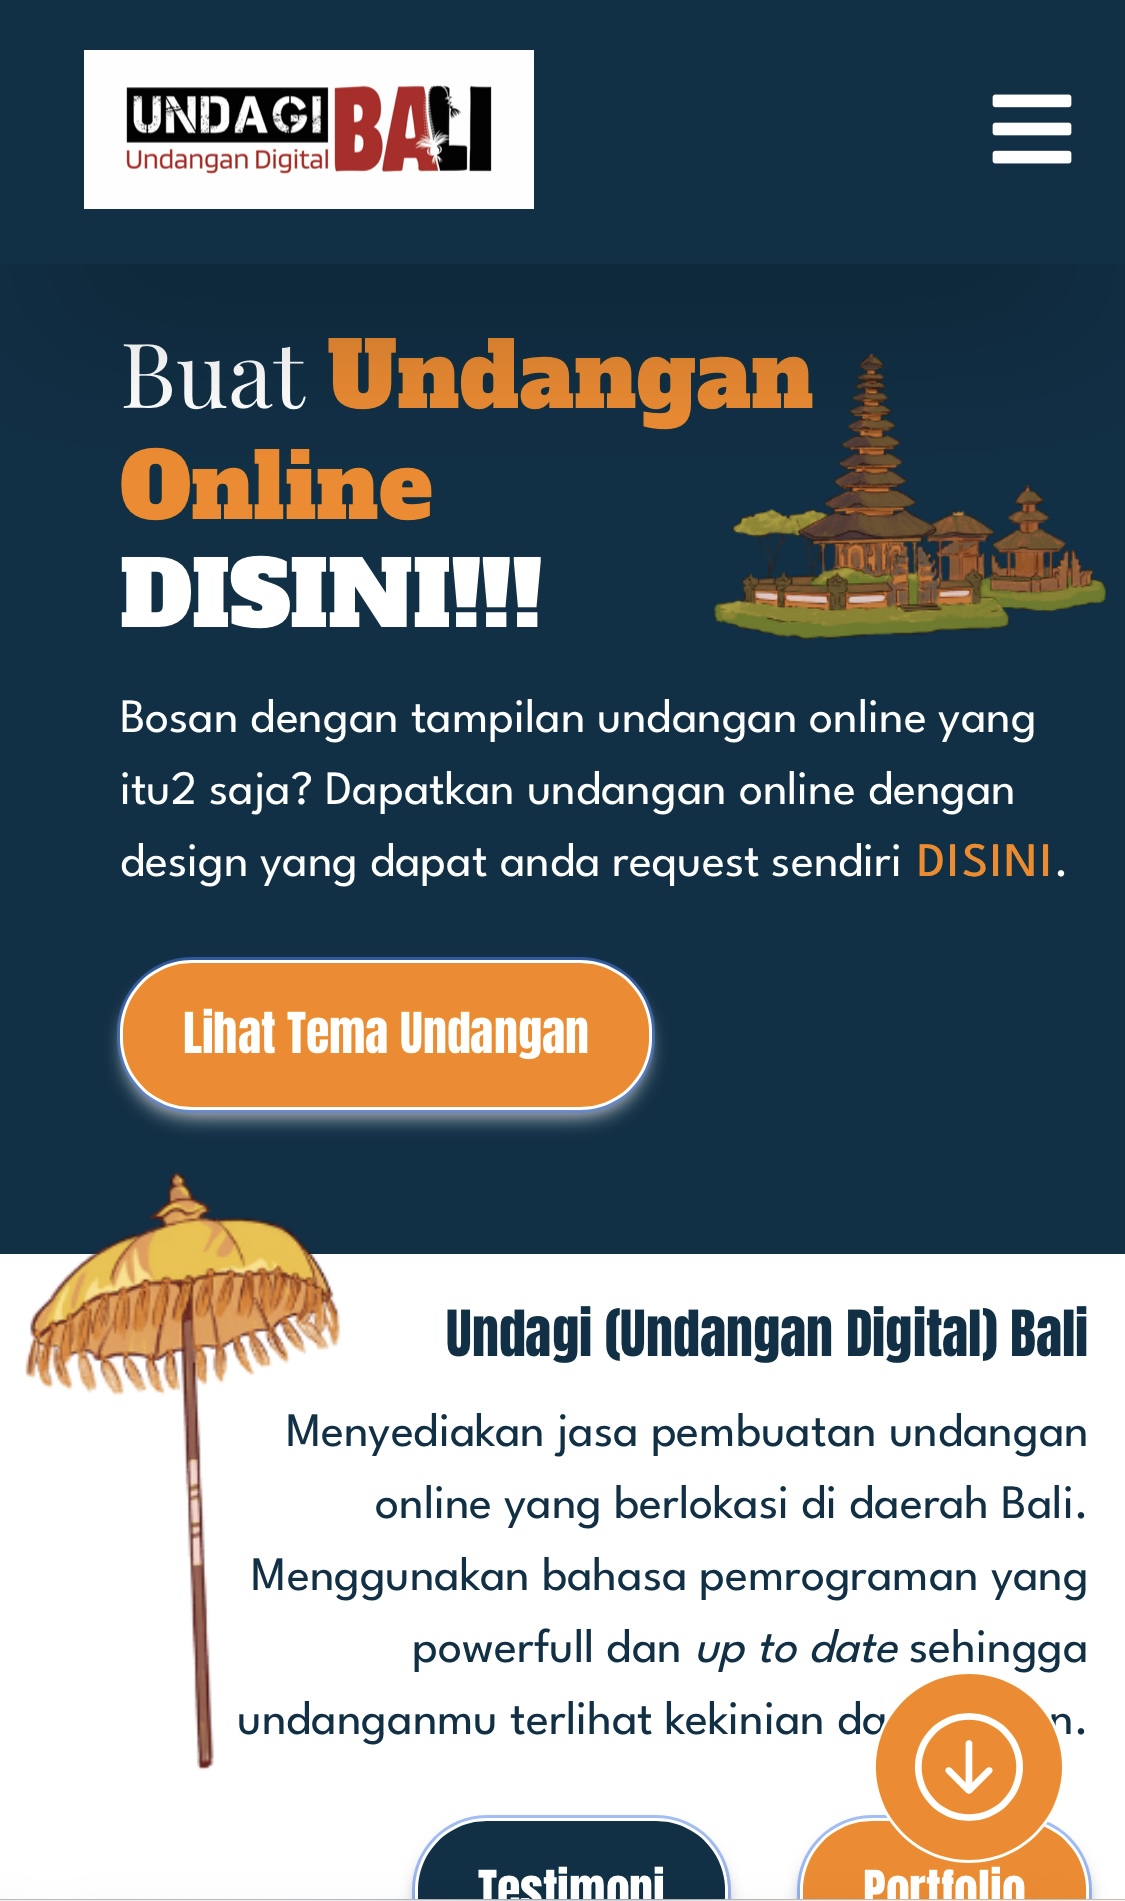 UNDAGI BALI
Undangan Digital
Buat Undangan
Online
DISINI!!!
Bosan dengan tampilan undangan online yang
itu2 saja? Dapatkan undangan online dengan
design yang dapat anda request sendiri DISINI.
Lihat Tema Undangan
Undagi (Undangan Digital) Bali
Menyediakan jasa pembuatan undangan
online yang berlokasi di daerah Bali.
Menggunakan bahasa pemrograman yang
powerfull dan up to date sehingga
undanganmu terlihat kekinian
Testimoni Portfolio